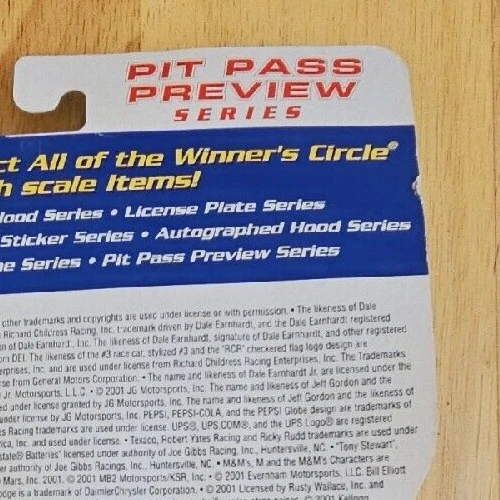 PIT PASS
PREVIEW
SERIES
ct All of the Winner's Circle®
h scale Items!
Hood Series • License Plate Series
Sticker Series • Autographed Hood Series
ne Series • Pit Pass Preview Series
other trademarks and copyrights are used under license or with permission. • The likeness of Dale
Richard Childress Racing, Inc. trademark driven by Dale Earnhardt, and the Dale Earnhardt registered
on of Dale Earnhardt, Inc. The likeness of Dale Earnhardt, signature of Dale Earnhardt, and other registered
om DEI. The likeness of the #3 race car, stylized #3 and the "RCR" checkered flag logo design are
erprises, Inc. and are used under license from Richard Childress Racing Enterprises, Inc. The Trademarks
se from General Motors Corporation. • The name and likeness of Dale Earnhardt Jr. are licensed under the
Jr. Motorsports, L.L.C. • © 2001 JG Motorsports, Inc. The name and likeness of Jeff Gordon and the
ed under license granted by JG Motorsports, Inc. The name and likeness of Jeff Gordon and the likeness of
under license by JG Motorsports, Inc. PEPSI, PEPSI-COLA, and the PEPSI Globe design are trademarks of
s Racing trademarks are used under license. UPS®, UPS.COM®, and the UPS Logo® are registered
rica, Inc. and used under license. • Texaco, Robert Yates Racing and Ricky Rudd trademarks are used under
state® Batteries" licensed under authority of Joe Gibbs Racing, Inc., Huntersville, NC. • "Tony Stewart",
er authority of Joe Gibbs Racing, Inc., Huntersville, NC. • M&M's, M and the M&M's Characters are
Mars, Inc. 2001. © 2001 MB2 Motorsports/KSR, Inc. • © 2001 Evernham Motorsports, LLC. Bill Elliott
is a trademark of DaimlerChrysler Corporation. • © 2001 Licensed by Rusty Wallace, Inc. and
© 2001 Kellogg